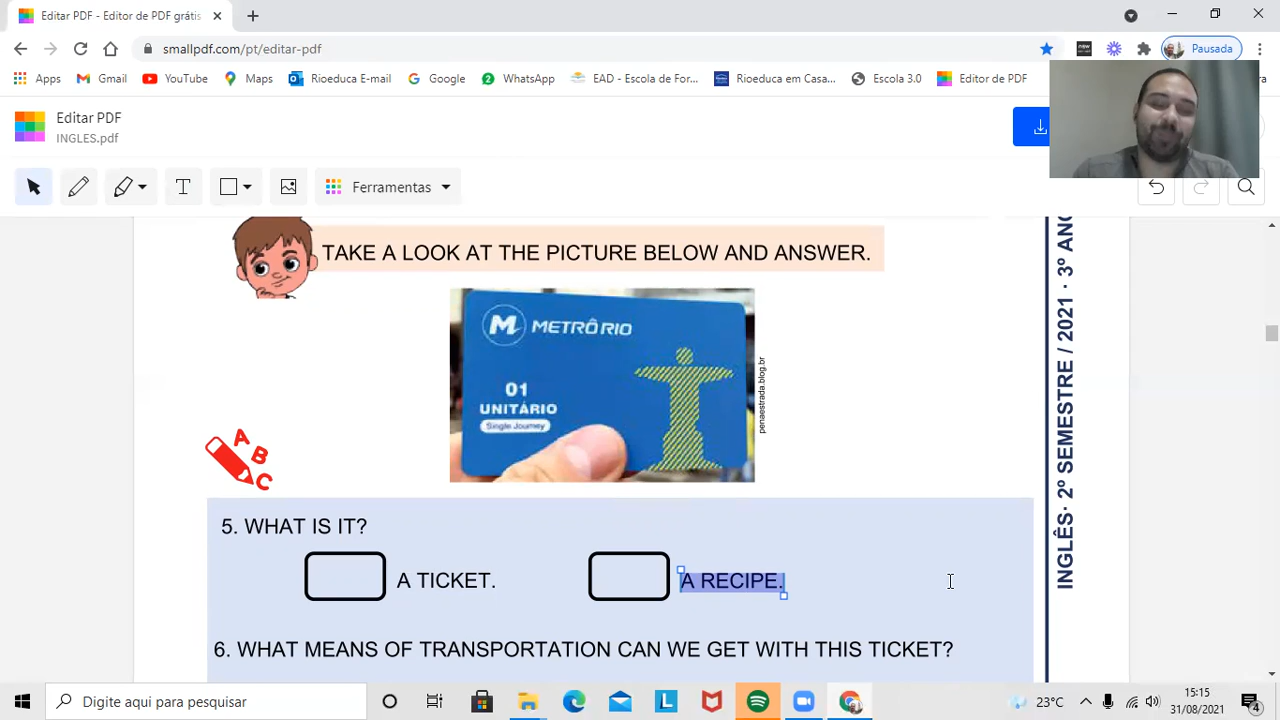 Editar PDF - Editor de PDF grátis
smallpdf.com/pt/editar-pdf
Pausada
Apps
Gmail
YouTube
Maps
Rioeduca E-mail
Google
WhatsApp
EAD - Escola de For...
Rioeduca em Casa...
Escola 3.0
Editor de PDF
Editar PDF
INGLES.pdf
T
Ferramentas
TAKE A LOOK AT THE PICTURE BELOW AND ANSWER.
M METRÔ RIO
01
UNITÁRIO
Single Journey
penaestrada.blog.br
A
B
C
5. WHAT IS IT?
A TICKET.
A RECIPE.
6. WHAT MEANS OF TRANSPORTATION CAN WE GET WITH THIS TICKET?
INGLÊS· 2º SEMESTRE / 2021 · 3º AN
Digite aqui para pesquisar
23°C
15:15
31/08/2021
4